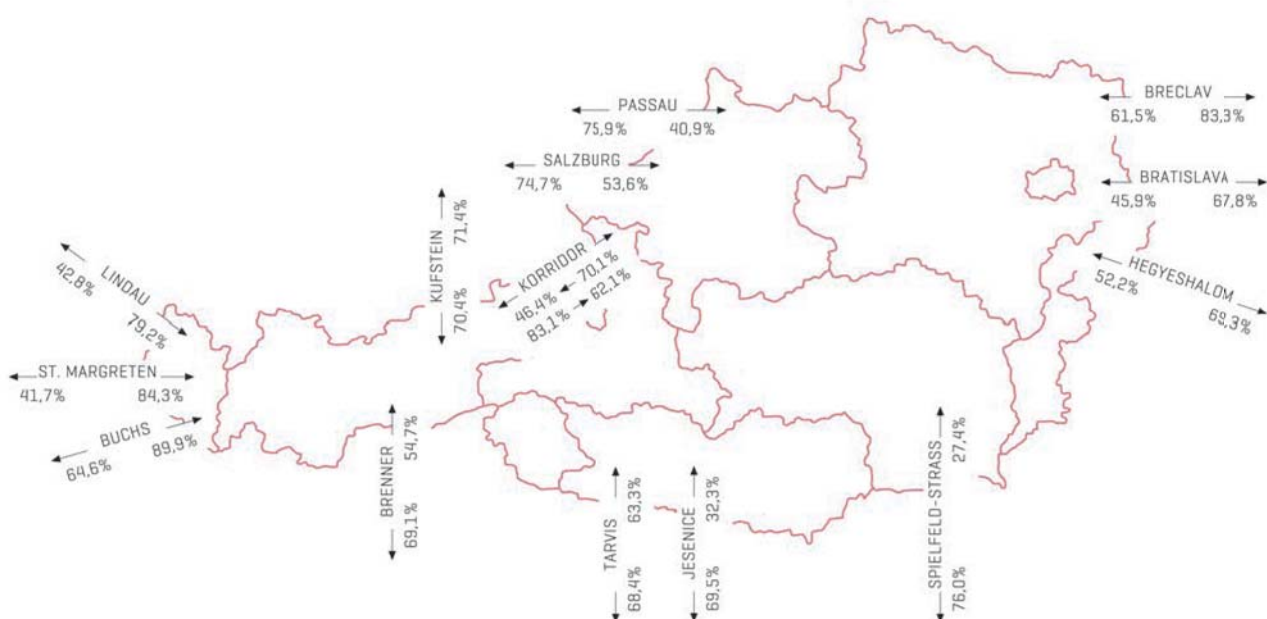 PASSAU
75,9% 40,9%
BRECLAV
61,5% 83,3%
SALZBURG
74,7% 53,6%
BRATISLAVA
45,9% 67,8%
KUFSTEIN
70,4% 71,4%
KORRIDOR
46.4% 70,1%
83,1% 62,1%
HEGYESHALOM
52,2% 69,3%
LINDAU
42,8% 79,2%
ST. MARGRETEN
41,7% 84,3%
BUCHS
64,6% 89,9%
BRENNER
69,1% 54,7%
TARVIS
68,4% 63,3%
JESENICE
69,5% 32,3%
SPIELFELD-STRASS
76,0% 27,4%